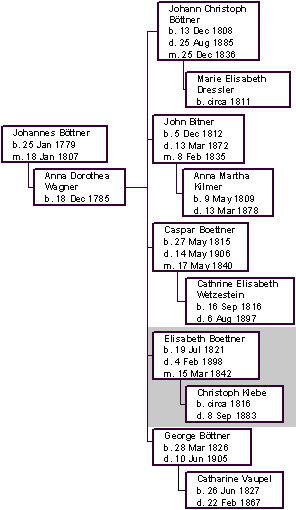 Johann Christoph
Böttner
b. 13 Dec 1808
d. 25 Aug 1885
m. 25 Dec 1836
Marie Elisabeth
Dressler
b. circa 1811
Johannes Böttner
b. 25 Jan 1779
m. 18 Jan 1807
Anna Dorothea
Wagner
b. 18 Dec 1785
John Bitner
b. 5 Dec 1812
d. 13 Mar 1872
m. 8 Feb 1835
Anna Martha
Kilmer
b. 9 May 1809
d. 13 Mar 1878
Caspar Boettner
b. 27 May 1815
d. 14 May 1906
m. 17 May 1840
Cathrine Elisabeth
Wetzestein
b. 16 Sep 1816
d. 6 Aug 1897
Elisabeth Boettner
b. 19 Jul 1821
d. 4 Feb 1898
m. 15 Mar 1842
Christoph Klebe
b. circa 1816
d. 8 Sep 1883
George Böttner
b. 28 Mar 1826
d. 10 Jun 1905
Catharine Vaupel
b. 26 Jun 1827
d. 22 Feb 1867